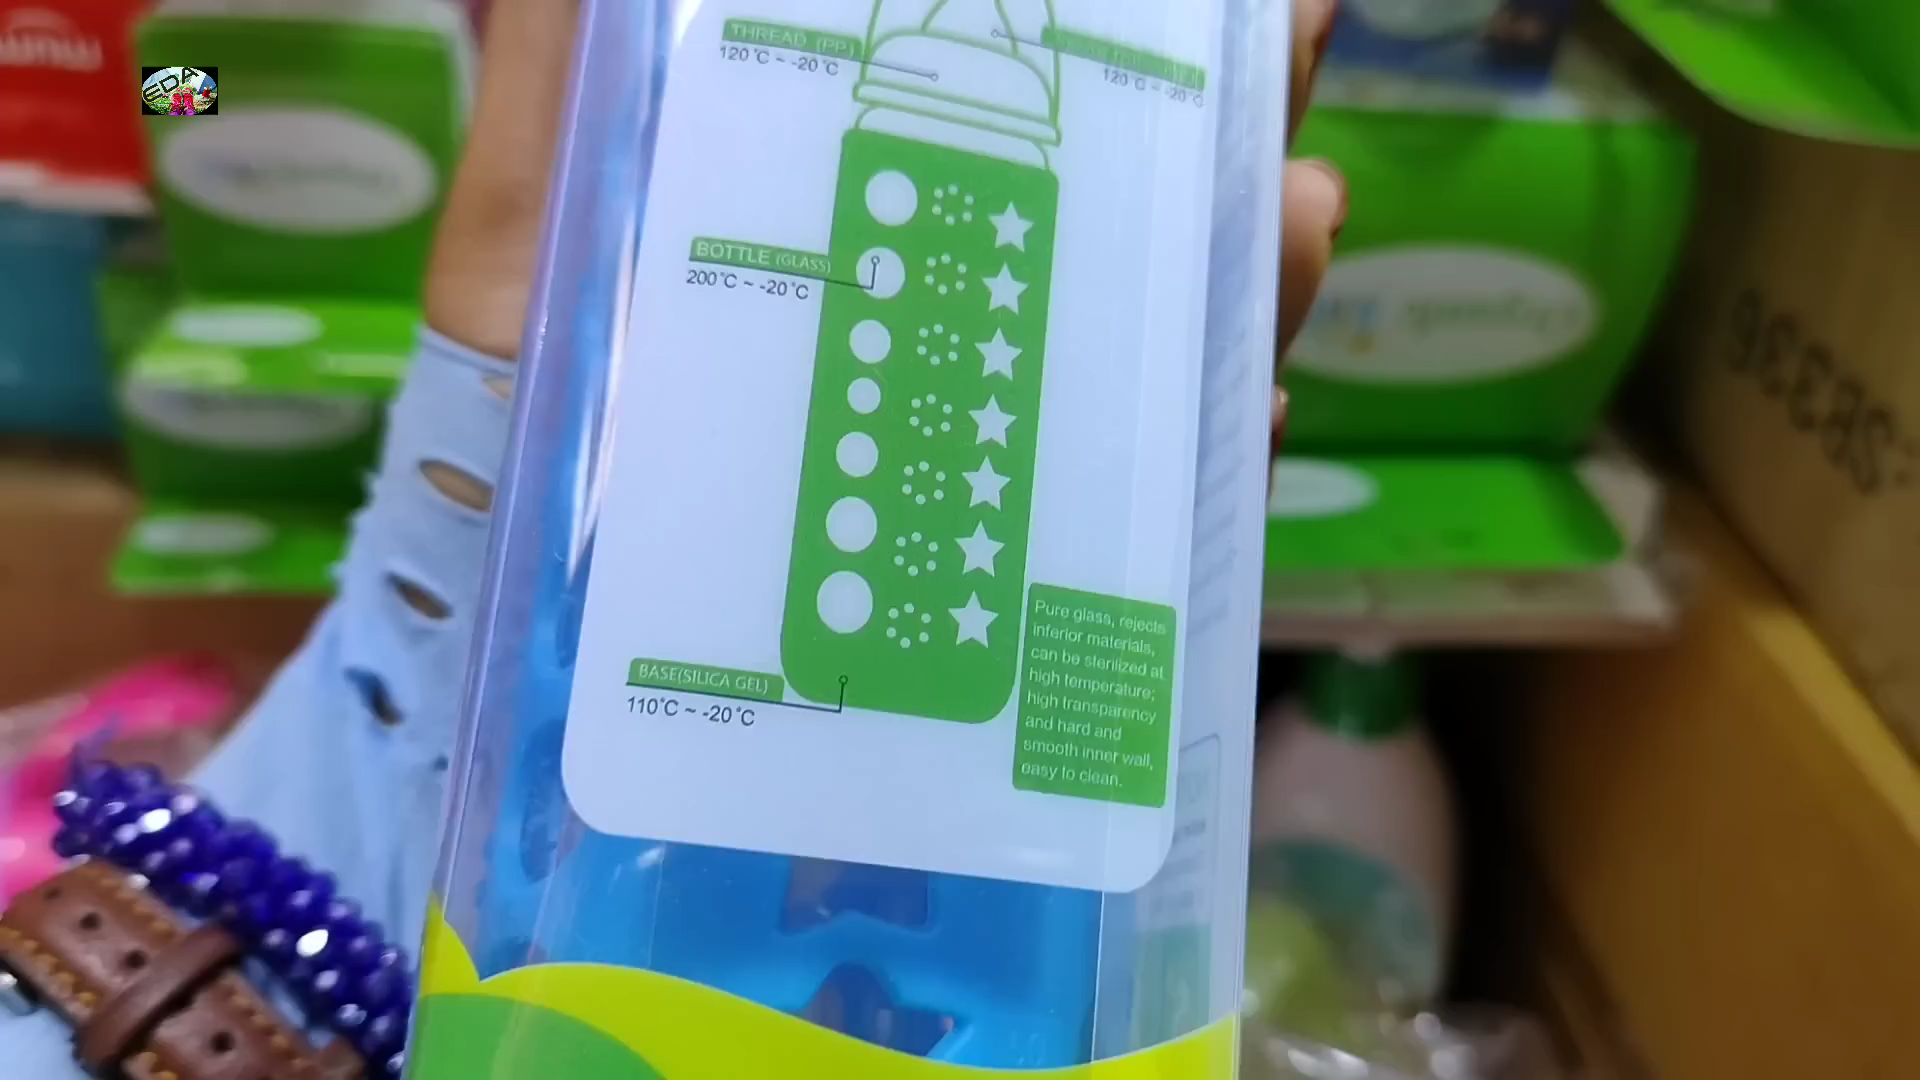 EDA
THREAD (PP)
120°C ~ -20°C
120°C ~ -20°C
BOTTLE (GLASS)
200°C ~ -20°C
BASE(SILICA GEL)
110°C ~ -20°C
Pure glass, rejects
inferior materials,
can be sterilized at
high temperature;
high transparency
and hard and
smooth inner wall,
easy to clean.